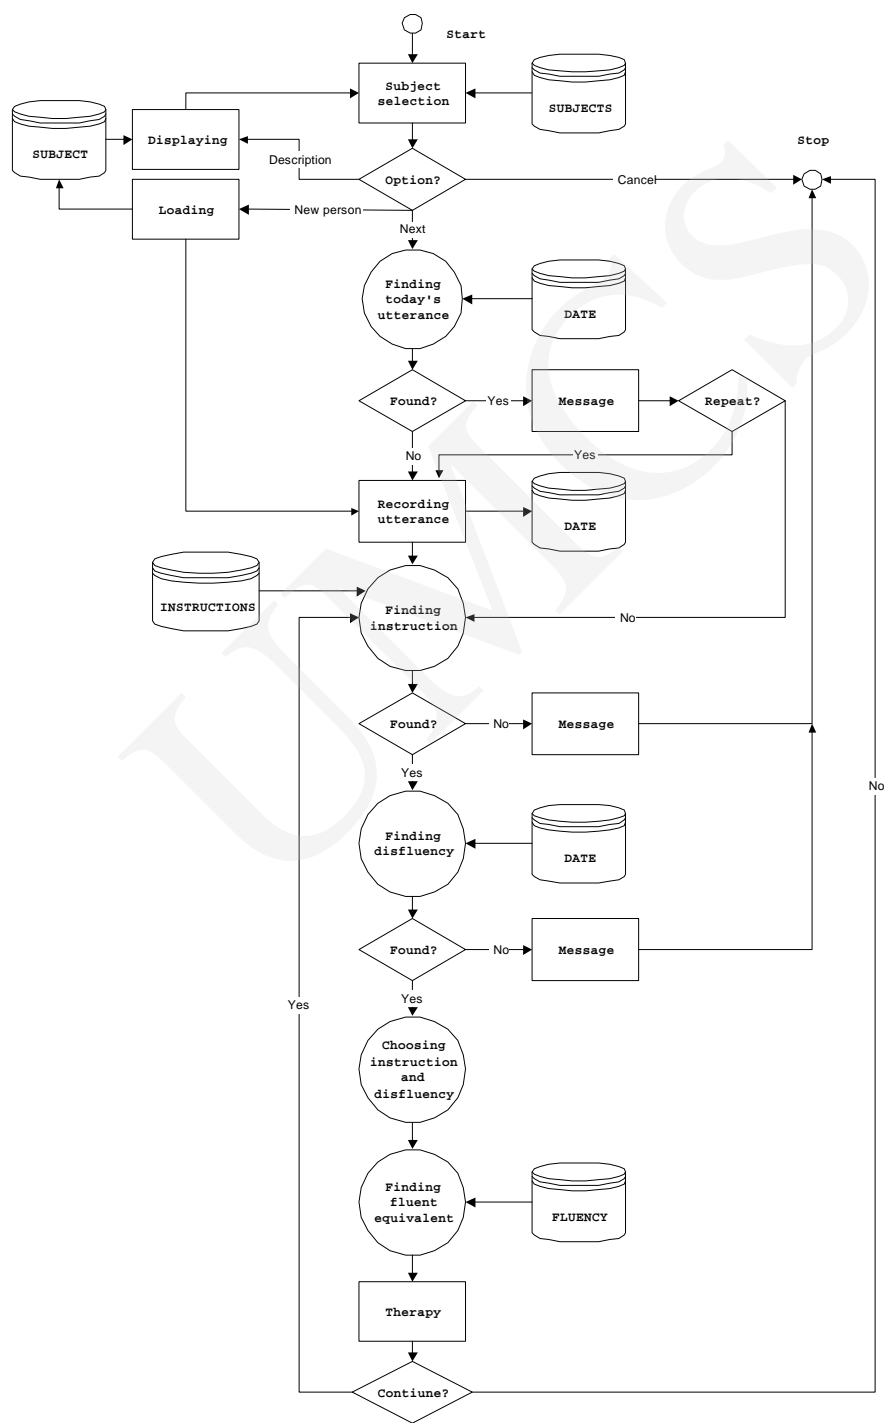 Start
Subject
selection
SUBJECTS
SUBJECT
Displaying
Stop
Description
Option?
Cancel
Loading
New person
Next
Finding
today's
utterance
DATE
Found?
Yes
Message
Repeat?
No
Yes
Recording
utterance
DATE
INSTRUCTIONS
Finding
instruction
No
Found?
No
Message
Yes
No
Finding
disfluency
DATE
Found?
No
Message
Yes
Yes
Choosing
instruction
and
disfluency
Finding
fluent
equivalent
FLUENCY
Therapy
Contiune?
UMCS